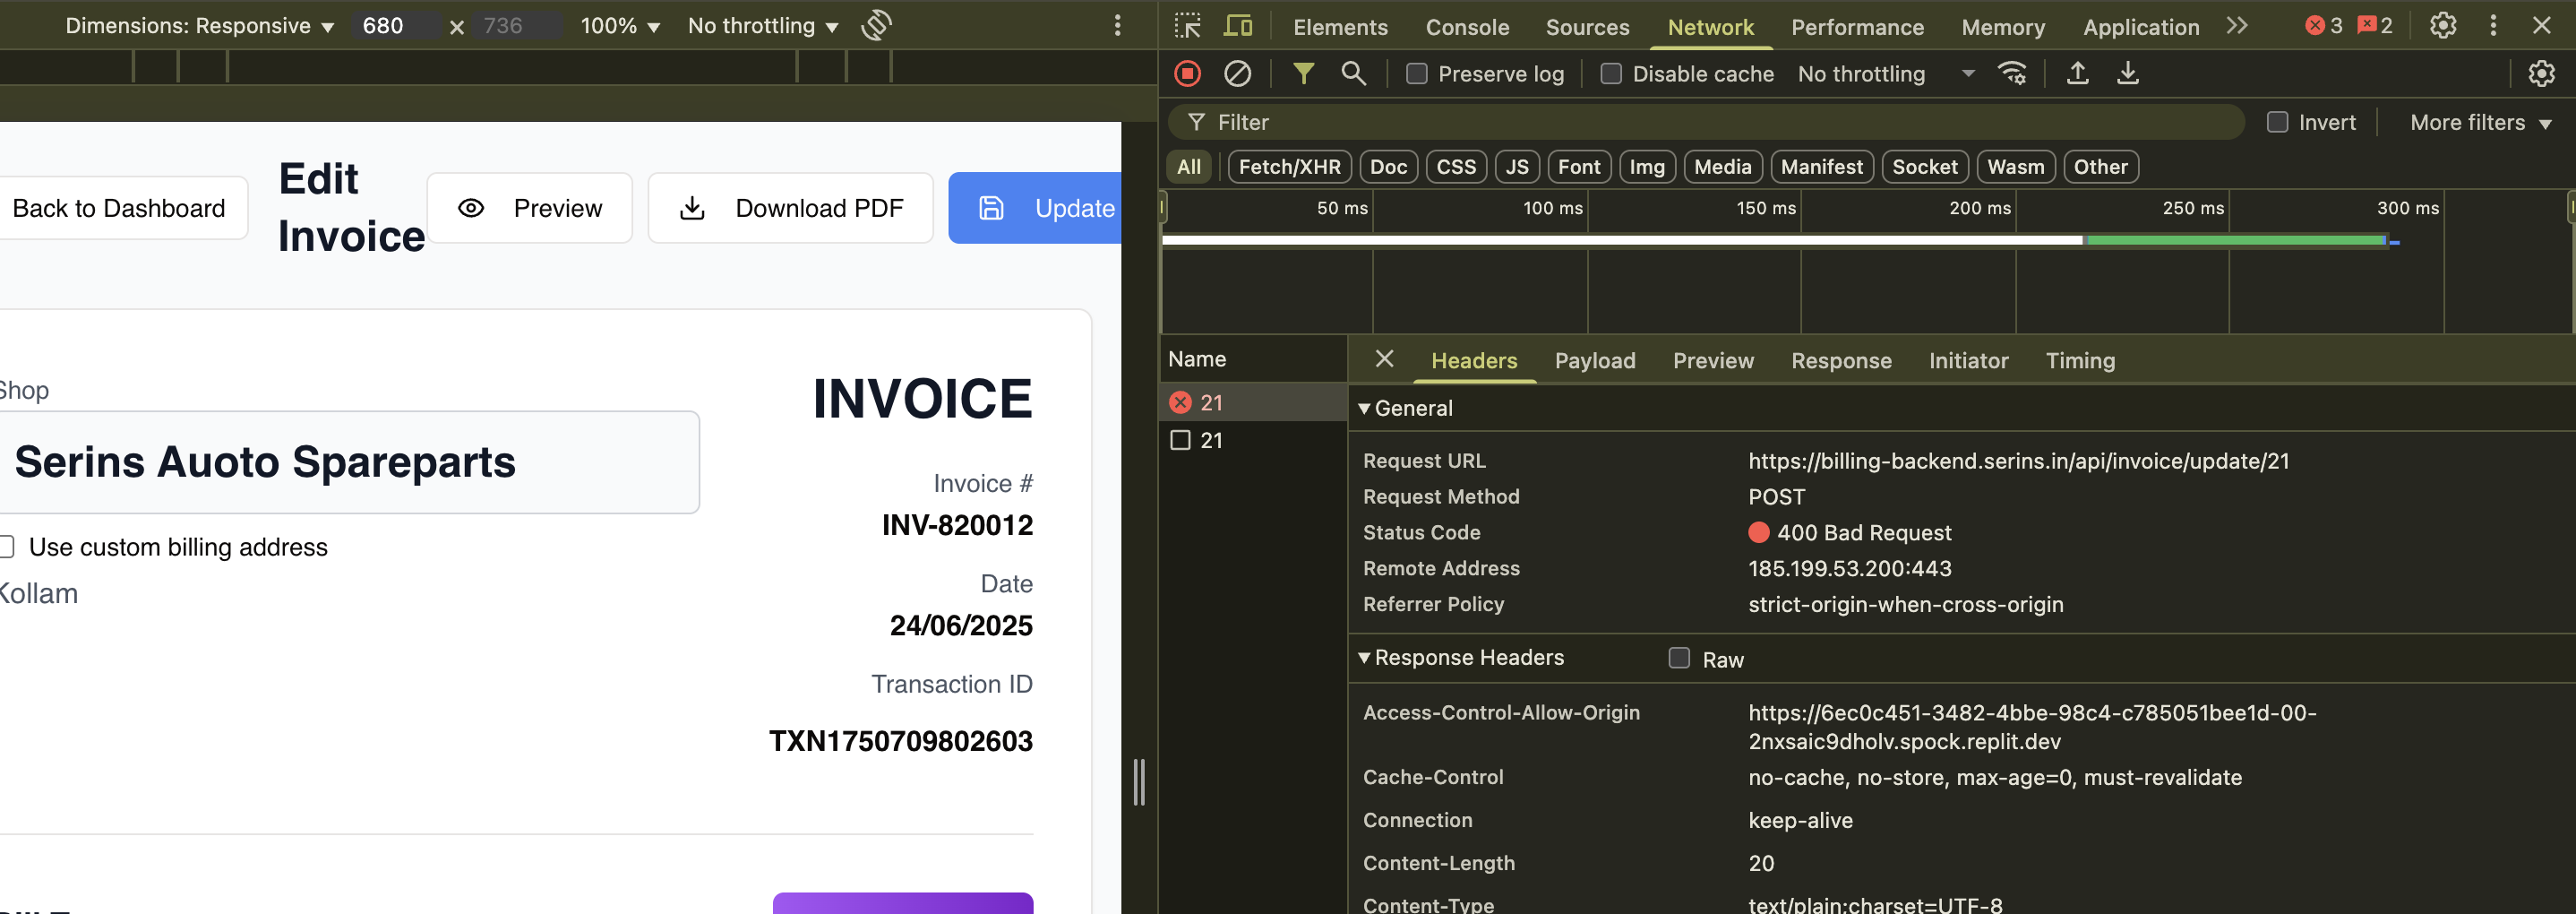 Dimensions: Responsive 680 × 736 100% No throttling
Elements Console Sources Network Performance Memory Application 3 2
Preserve log Disable cache No throttling
Filter Invert More filters
All Fetch/XHR Doc CSS JS Font Img Media Manifest Socket Wasm Other
50 ms 100 ms 150 ms 200 ms 250 ms 300 ms
Back to Dashboard
Edit
Invoice
Preview
Download PDF
Update
Shop
Serins Auoto Spareparts
Use custom billing address
Kollam
INVOICE
Invoice #
INV-820012
Date
24/06/2025
Transaction ID
TXN1750709802603
Name
21
21
Headers Payload Preview Response Initiator Timing
General
Request URL https://billing-backend.serins.in/api/invoice/update/21
Request Method POST
Status Code 400 Bad Request
Remote Address 185.199.53.200:443
Referrer Policy strict-origin-when-cross-origin
Response Headers Raw
Access-Control-Allow-Origin https://6ec0c451-3482-4bbe-98c4-c785051bee1d-00-
2nxsaic9dholv.spock.replit.dev
Cache-Control no-cache, no-store, max-age=0, must-revalidate
Connection keep-alive
Content-Length 20
Content-Type text/plain;charset=UTF-8